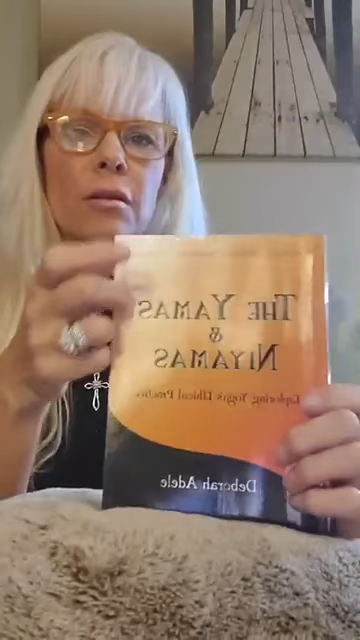 THE YAMAS
&
NIYAMAS
Exploring Yoga's Ethical Practice
Deborah Adele